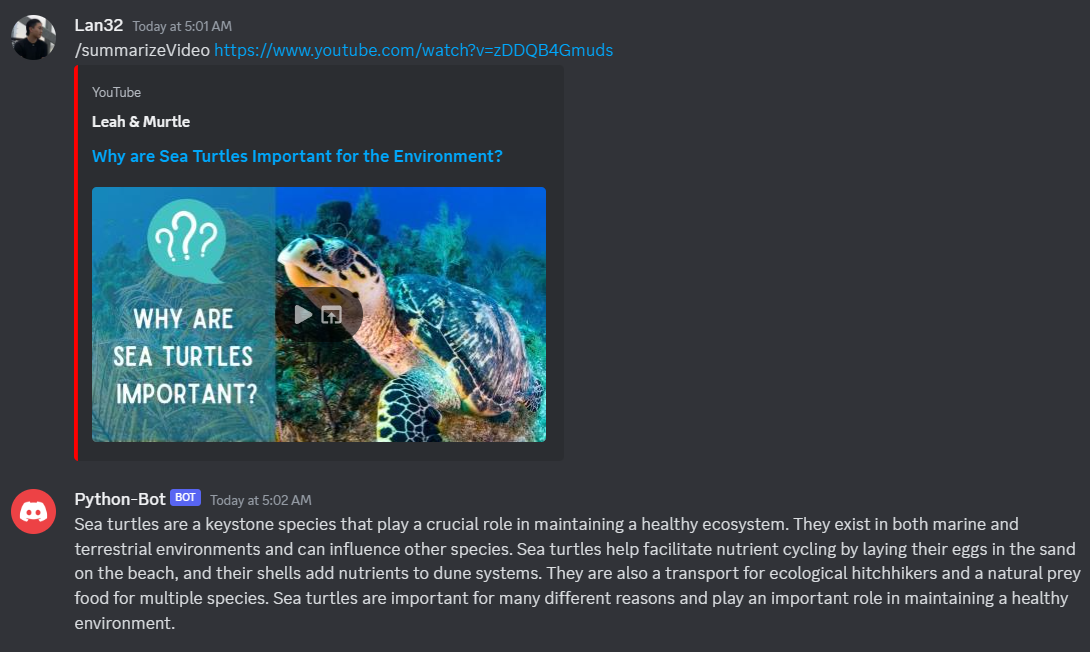 Lan32 Today at 5:01 AM
/summarizeVideo https://www.youtube.com/watch?v=zDDQB4Gmuds
YouTube
Leah & Murtle
Why are Sea Turtles Important for the Environment?
???
WHY ARE
SEA TURTLES
IMPORTANT?
Python-Bot BOT Today at 5:02 AM
Sea turtles are a keystone species that play a crucial role in maintaining a healthy ecosystem. They exist in both marine and
terrestrial environments and can influence other species. Sea turtles help facilitate nutrient cycling by laying their eggs in the sand
on the beach, and their shells add nutrients to dune systems. They are also a transport for ecological hitchhikers and a natural prey
food for multiple species. Sea turtles are important for many different reasons and play an important role in maintaining a healthy
environment.